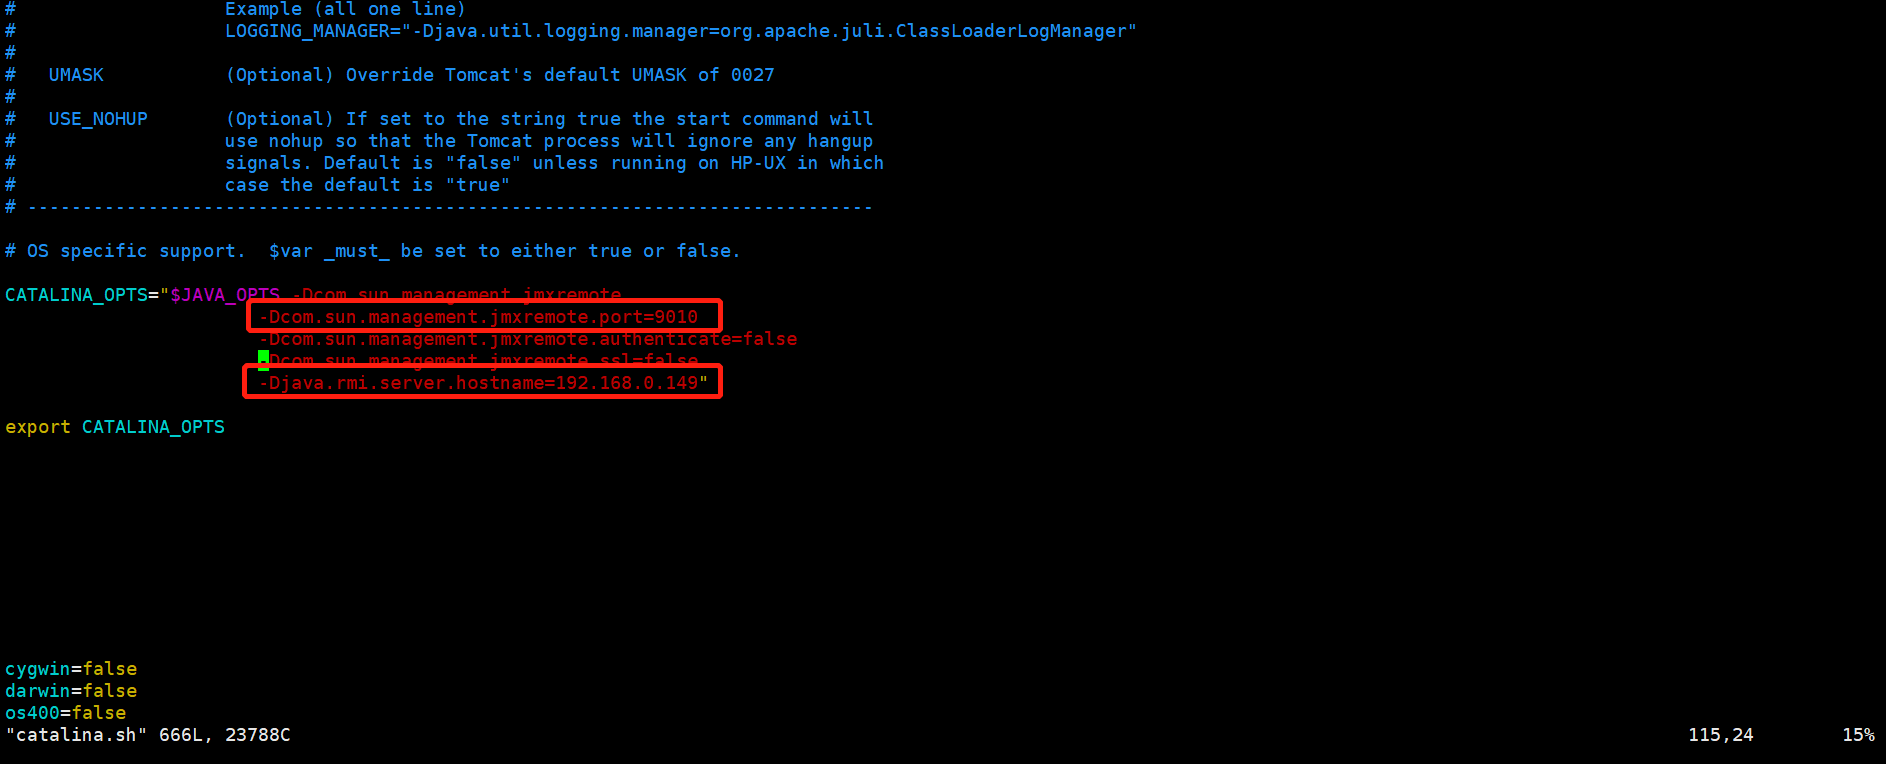 #                   Example (all one line)
#                   LOGGING_MANAGER="-Djava.util.logging.manager=org.apache.juli.ClassLoaderLogManager"
#
#   UMASK           (Optional) Override Tomcat's default UMASK of 0027
#
#   USE_NOHUP       (Optional) If set to the string true the start command will
#                   use nohup so that the Tomcat process will ignore any hangup
#                   signals. Default is "false" unless running on HP-UX in which
#                   case the default is "true"
# -----------------------------------------------------------------------------
# OS specific support.  $var _must_ be set to either true or false.
CATALINA_OPTS="$JAVA_OPTS -Dcom.sun.management.jmxremote
-Dcom.sun.management.jmxremote.port=9010
-Dcom.sun.management.jmxremote.authenticate=false
-Dcom.sun.management.jmxremote.ssl=false
-Djava.rmi.server.hostname=192.168.0.149"
export CATALINA_OPTS
cygwin=false
darwin=false
os400=false
"catalina.sh" 666L, 23788C                    115,24        15%